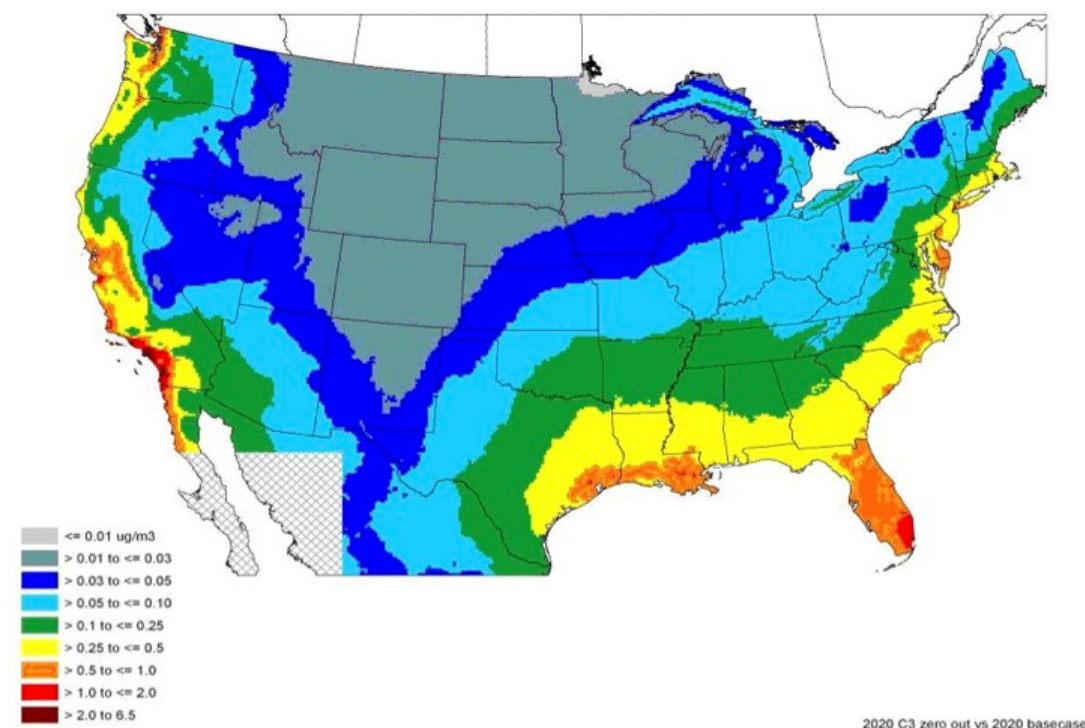 <= 0.01 ug/m3
> 0.01 to <= 0.03
> 0.03 to <= 0.05
> 0.05 to <= 0.10
> 0.1 to <= 0.25
> 0.25 to <= 0.5
> 0.5 to <= 1.0
> 1.0 to <= 2.0
> 2.0 to 6.5
2020 C3 zero out vs 2020 basecase